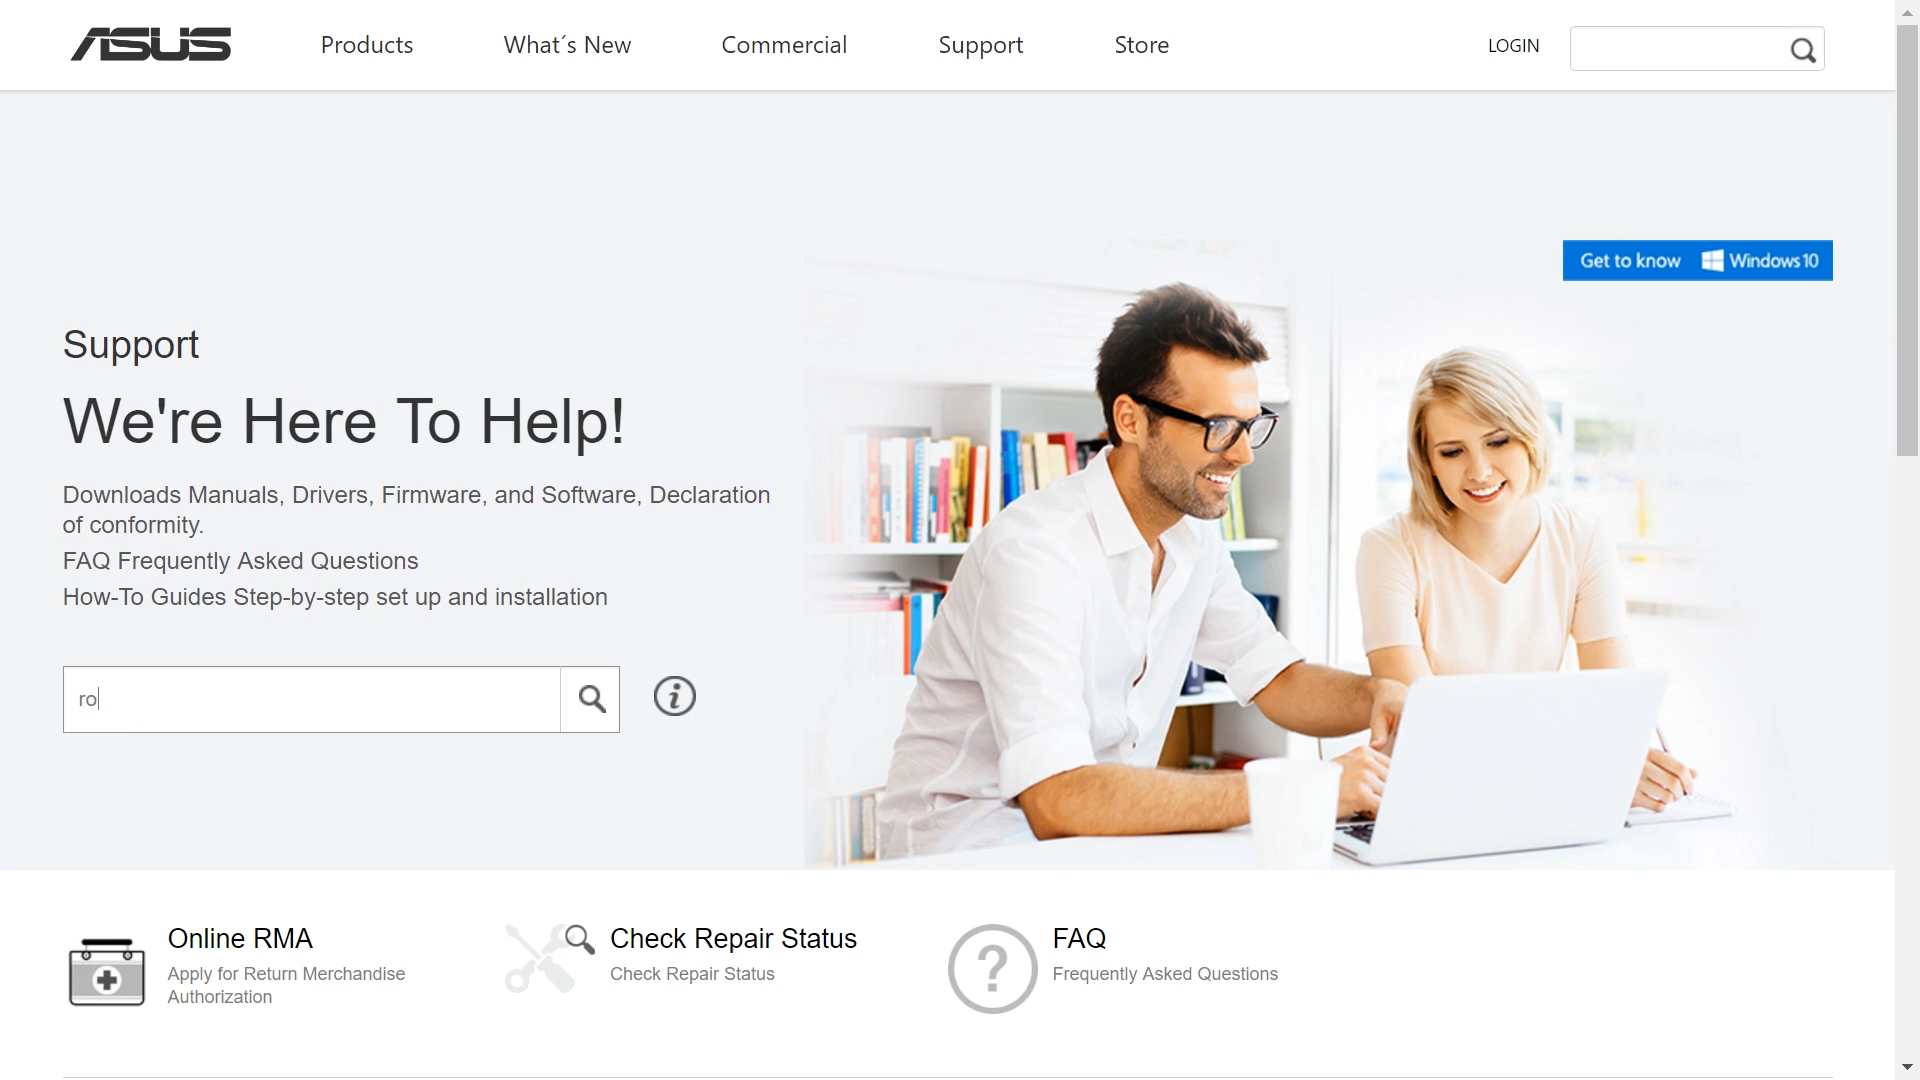 ASUS
Products
What´s New
Commercial
Support
Store
LOGIN
Get to know Windows 10
Support
We're Here To Help!
Downloads Manuals, Drivers, Firmware, and Software, Declaration
of conformity.
FAQ Frequently Asked Questions
How-To Guides Step-by-step set up and installation
ro
Online RMA
Apply for Return Merchandise
Authorization
Check Repair Status
Check Repair Status
FAQ
Frequently Asked Questions